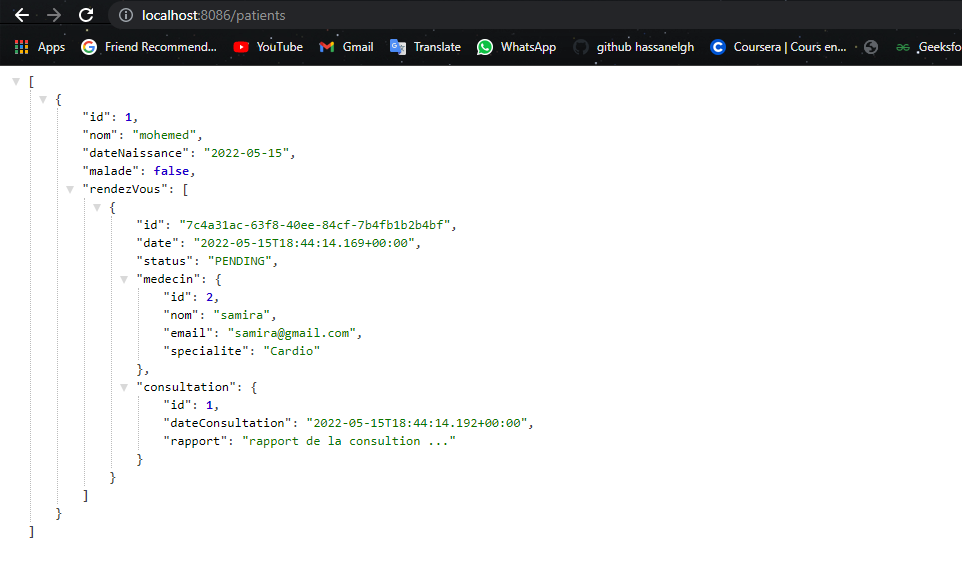 localhost:8086/patients
Apps Friend Recommend... YouTube Gmail Translate WhatsApp github hassanelgh Coursera | Cours en... .Geeksfo
[
{
"id": 1,
"nom": "mohemed",
"dateNaissance": "2022-05-15",
"malade": false,
"rendezVous": [
{
"id": "7c4a31ac-63f8-40ee-84cf-7b4fb1b2b4bf",
"date": "2022-05-15T18:44:14.169+00:00",
"status": "PENDING",
"medecin": {
"id": 2,
"nom": "samira",
"email": "samira@gmail.com",
"specialite": "Cardio"
},
"consultation": {
"id": 1,
"dateConsultation": "2022-05-15T18:44:14.192+00:00",
"rapport": "rapport de la consultion ..."
}
}
]
}
]